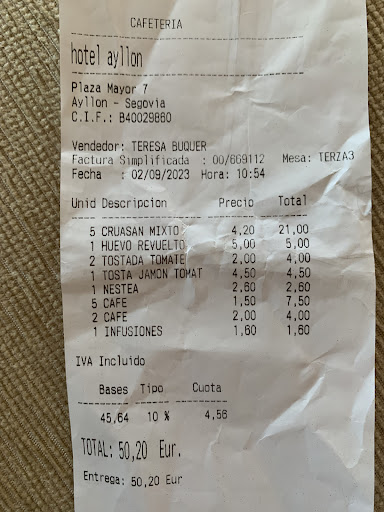 CAFETERIA
hotel ayllon
Plaza Mayor 7
Ayllon - Segovia
C.I.F.: B40029860
Vendedor: TERESA BUQUER
Factura Simplificada : 00/669112 Mesa: TERZA3
Fecha : 02/09/2023 Hora: 10:54
Unid Descripcion Precio Total
5 CRUASAN MIXTO 4,20 21,00
1 HUEVO REVUELTO 5,00 5,00
2 TOSTADA TOMATE 2,00 4,00
1 TOSTA JAMON TOMAT 4,50 4,50
1 NESTEA 2,60 2,60
5 CAFE 1,50 7,50
2 CAFE 2,00 4,00
1 INFUSIONES 1,60 1,60
IVA Incluido
Bases Tipo Cuota
45,64 10 % 4,56
TOTAL: 50,20 Eur.
Entrega: 50,20 Eur